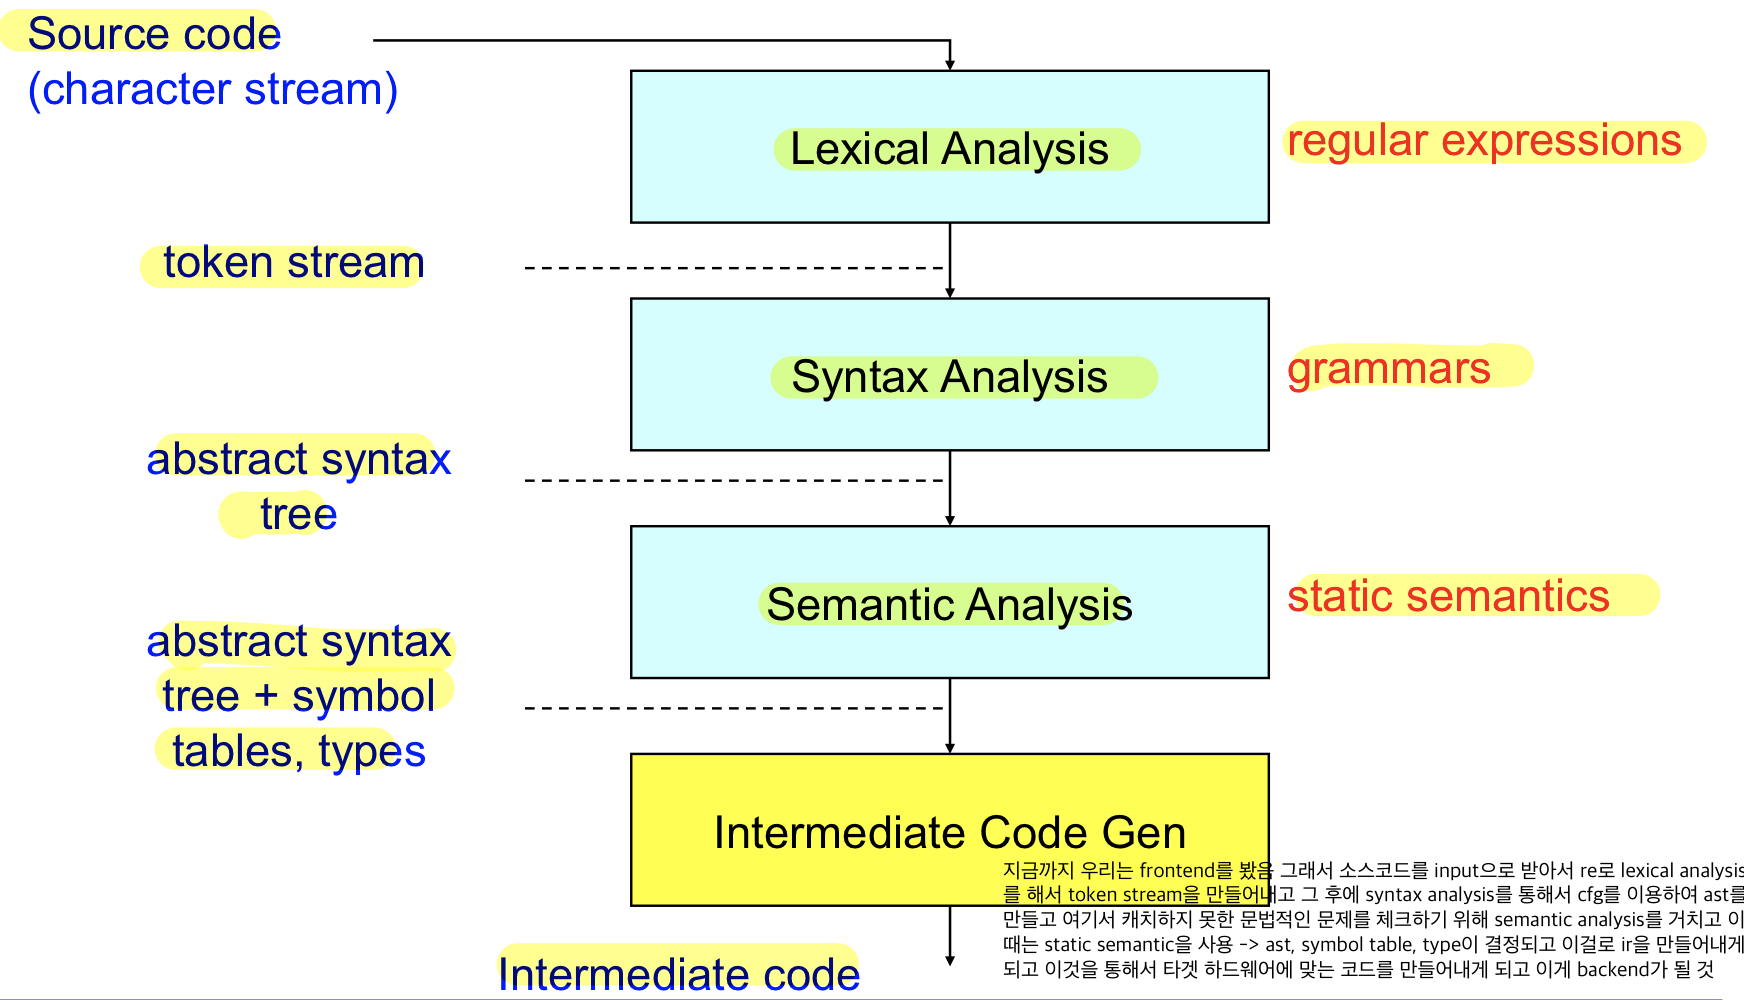 Source code
(character stream)
Lexical Analysis
regular expressions
token stream
Syntax Analysis
grammars
abstract syntax
tree
Semantic Analysis
static semantics
abstract syntax
tree + symbol
tables, types
Intermediate Code Gen
지금까지 우리는 frontend를 봤음 그래서 소스코드를 input으로 받아서 re로 lexical analysis
를 해서 token stream을 만들어내고 그 후에 syntax analysis를 통해서 cfg를 이용하여 ast를
만들고 여기서 캐치하지 못한 문법적인 문제를 체크하기 위해 semantic analysis를 거치고 이
때는 static semantic을 사용 -> ast, symbol table, type이 결정되고 이걸로 ir을 만들어내게
되고 이것을 통해서 타겟 하드웨어에 맞는 코드를 만들어내게 되고 이게 backend가 될 것
Intermediate code